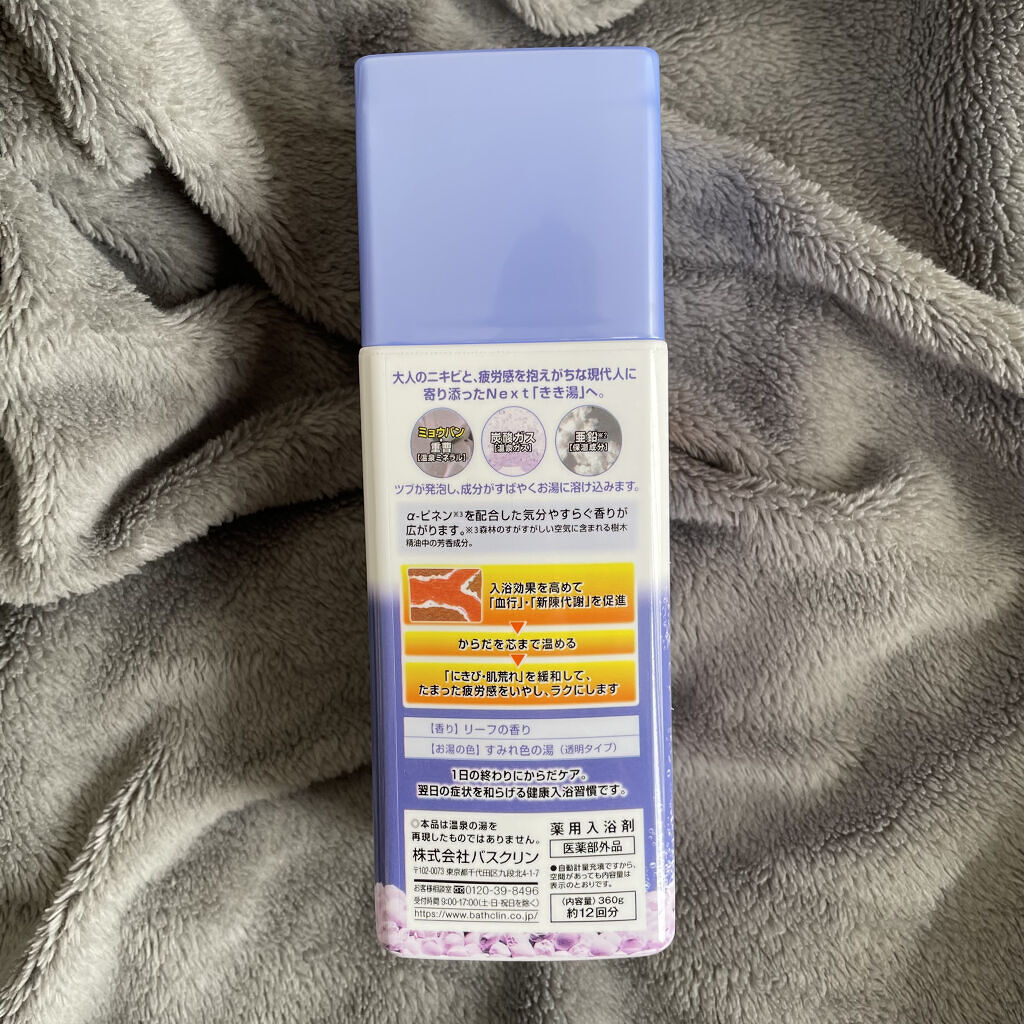 大人のニキビと、疲労感を抱えがちな現代人に
寄り添ったNext「きき湯」へ。
ミョウバン
・
重曹
[温泉ミネラル]
炭酸ガス
[温泉ガス]
亜鉛※2
[保湿成分]
ツブが発泡し、成分がすばやくお湯に溶け込みます。
α-ピネン※3を配合した気分やすらぐ香りが
広がります。※3森林のすがすがしい空気に含まれる樹木
精油中の芳香成分。
入浴効果を高めて
「血行」・「新陳代謝」を促進
からだを芯まで温める
「にきび・肌荒れ」を緩和して、
たまった疲労感をいやし、ラクにします
【香り】リーフの香り
【お湯の色】すみれ色の湯(透明タイプ)
1日の終わりにからだケア。
翌日の症状を和らげる健康入浴習慣です。
◎本品は温泉の湯を
再現したものではありません。
株式会社バスクリン
〒102-0073 東京都千代田区九段北4-1-7
お客様相談室 0120-39-8496
受付時間 9:00-17:00(土・日・祝日を除く)
https://www.bathclin.co.jp/
薬用入浴剤
医薬部外品
●自動計量充填ですから、
空間があっても内容量は
表示のとおりです。
〈内容量〉360g
約12回分